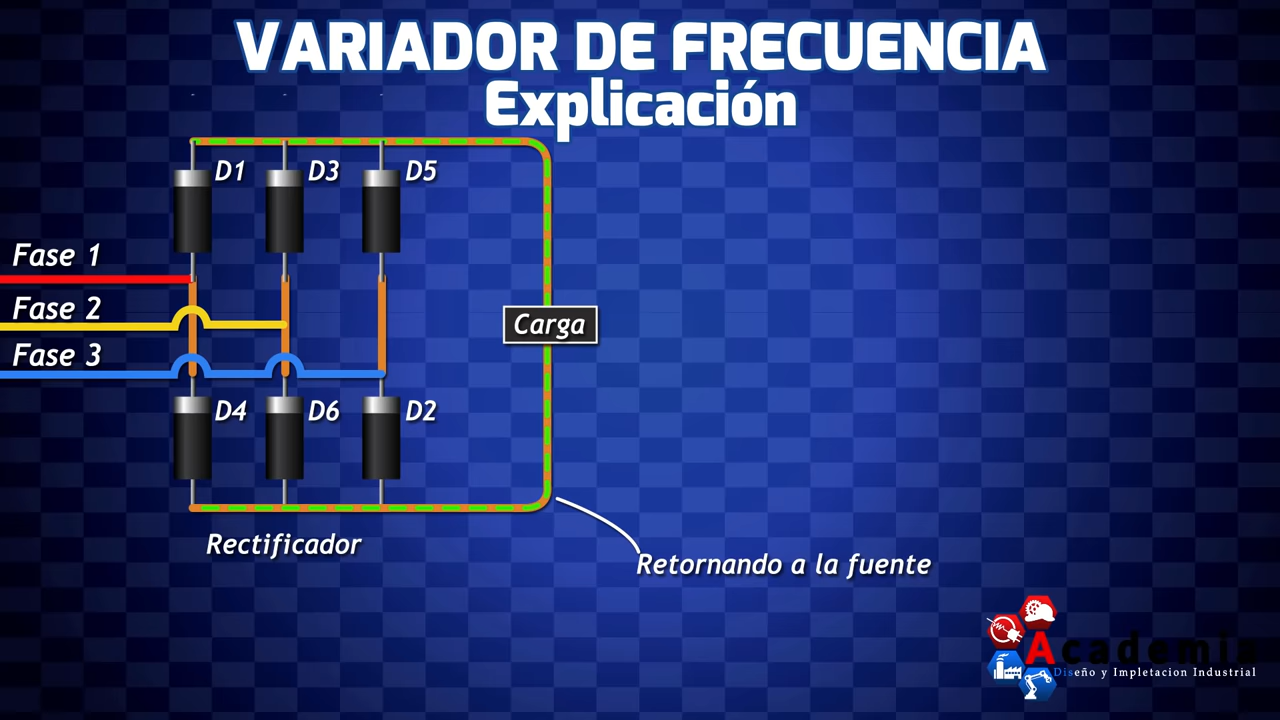 VARIADOR DE FRECUENCIA
Explicación
D1 D3 D5
Fase 1
Fase 2
Carga
Fase 3
D4 D6 D2
Rectificador
Retornando a la fuente
Academia
Diseño y Impletacion Industrial